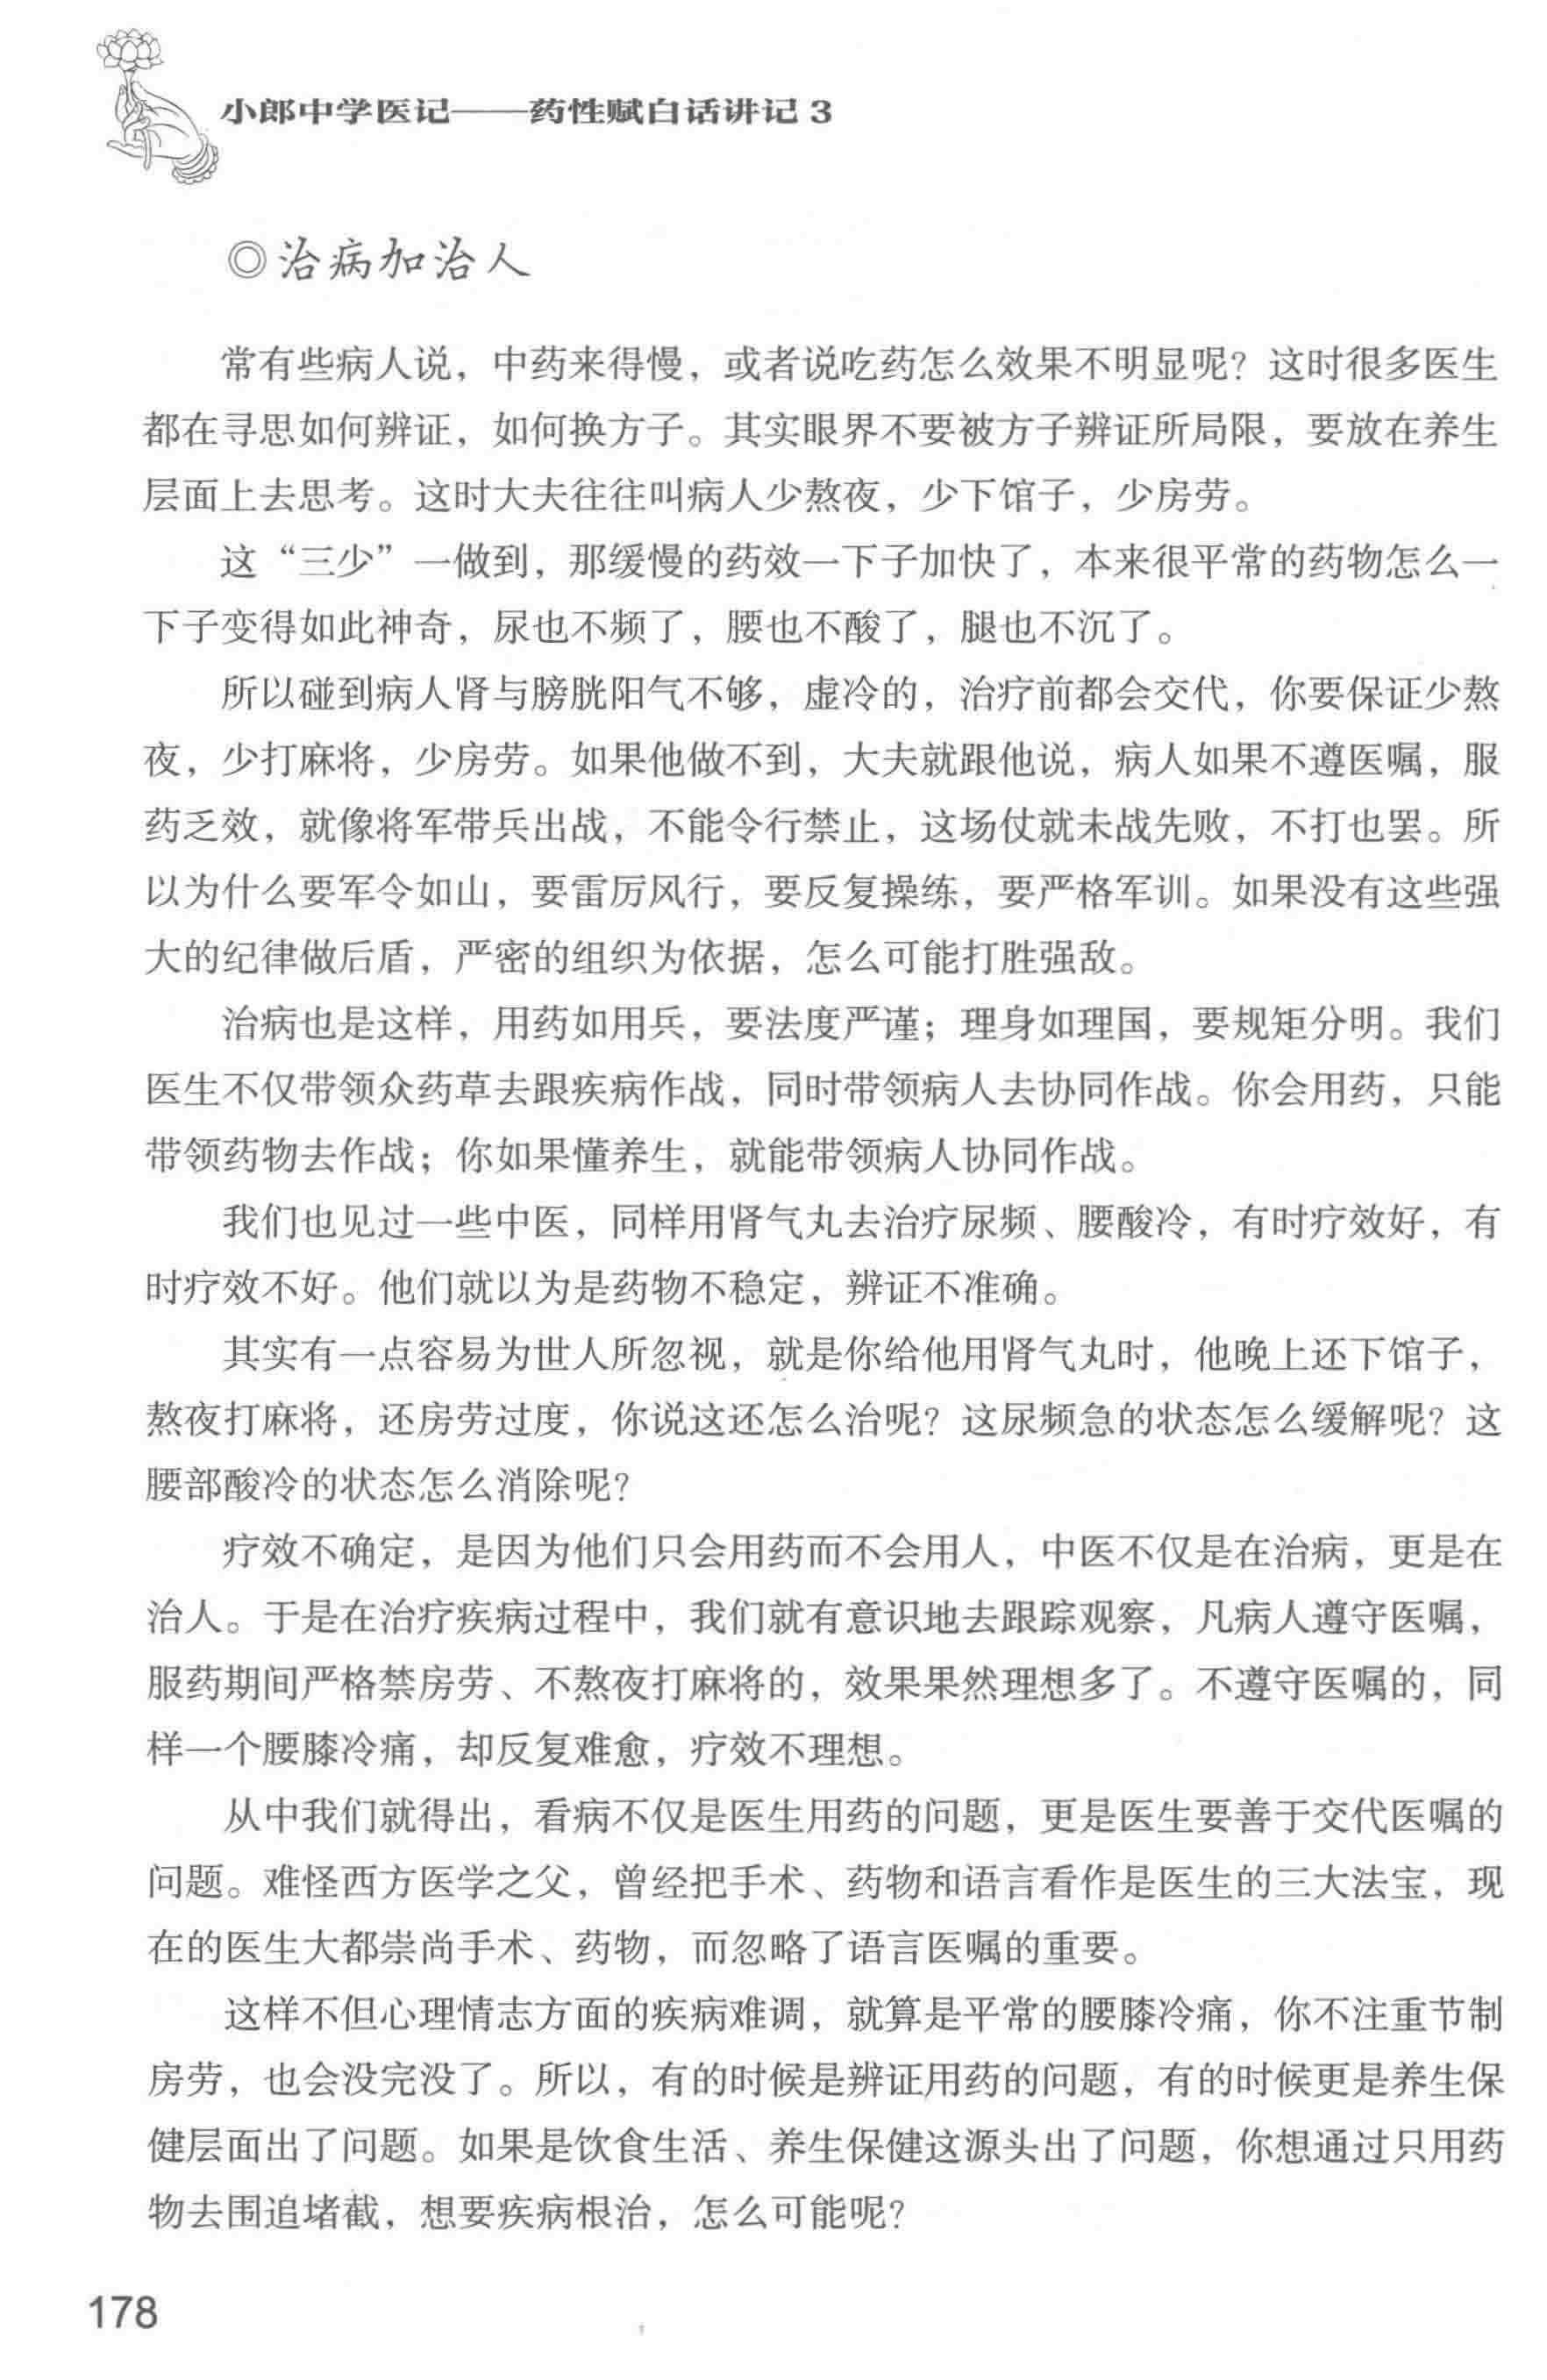 小郎中学医记——药性赋白话讲记 3
◎治病加治人
常有些病人说，中药来得慢，或者说吃药怎么效果不明显呢？这时很多医生
都在寻思如何辨证，如何换方子。其实眼界不要被方子辨证所局限，要放在养生
层面上去思考。这时大夫往往叫病人少熬夜，少下馆子，少房劳。
这“三少”一做到，那缓慢的药效一下子加快了，本来很平常的药物怎么一
下子变得如此神奇，尿也不频了，腰也不酸了，腿也不沉了。
所以碰到病人肾与膀胱阳气不够，虚冷的，治疗前都会交代，你要保证少熬
夜，少打麻将，少房劳。如果他做不到，大夫就跟他说，病人如果不遵医嘱，服
药乏效，就像将军带兵出战，不能令行禁止，这场仗就未战先败，不打也罢。所
以为什么要军令如山，要雷厉风行，要反复操练，要严格军训。如果没有这些强
大的纪律做后盾，严密的组织为依据，怎么可能打胜强敌。
治病也是这样，用药如用兵，要法度严谨；理身如理国，要规矩分明。我们
医生不仅带领众药草去跟疾病作战，同时带领病人去协同作战。你会用药，只能
带领药物去作战；你如果懂养生，就能带领病人协同作战。
我们也见过一些中医，同样用肾气丸去治疗尿频、腰酸冷，有时疗效好，有
时疗效不好。他们就以为是药物不稳定，辨证不准确。
其实有一点容易为世人所忽视，就是你给他用肾气丸时，他晚上还下馆子，
熬夜打麻将，还房劳过度，你说这还怎么治呢？这尿频急的状态怎么缓解呢？这
腰部酸冷的状态怎么消除呢？
疗效不确定，是因为他们只会用药而不会用人，中医不仅是在治病，更是在
治人。于是在治疗疾病过程中，我们就有意识地去跟踪观察，凡病人遵守医嘱，
服药期间严格禁房劳、不熬夜打麻将的，效果果然理想多了。不遵守医嘱的，同
样一个腰膝冷痛，却反复难愈，疗效不理想。
从中我们就得出，看病不仅是医生用药的问题，更是医生要善于交代医嘱的
问题。难怪西方医学之父，曾经把手术、药物和语言看作是医生的三大法宝，现
在的医生大都崇尚手术、药物，而忽略了语言医嘱的重要。
这样不但心理情志方面的疾病难调，就算是平常的腰膝冷痛，你不注重节制
房劳，也会没完没了。所以，有的时候是辨证用药的问题，有的时候更是养生保
健层面出了问题。如果是饮食生活、养生保健这源头出了问题，你想通过只用药
物去围追堵截，想要疾病根治，怎么可能呢？
178